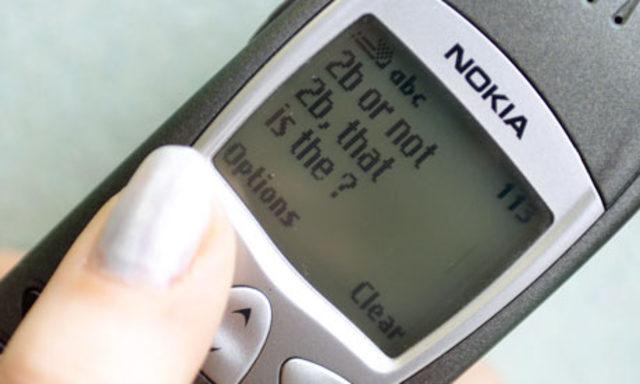 NOKIA
abc
113
2b or not
2b, that
is the ?
Options
Clear